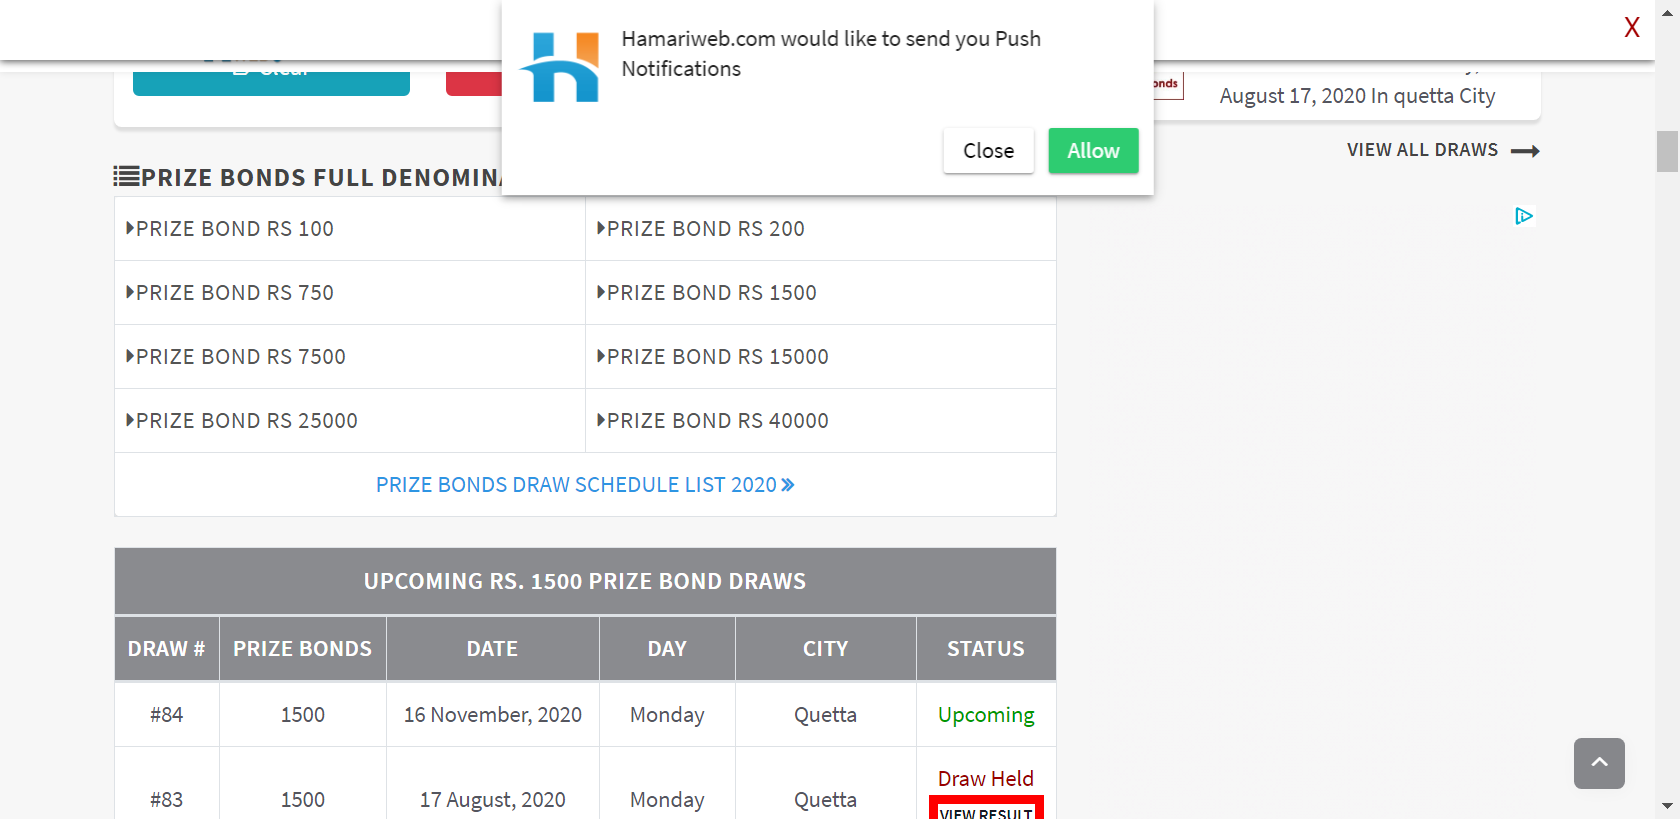 Hamariweb.com would like to send you Push
Notifications
X
Close
Allow
Clear
onds
August 17, 2020 In quetta City
VIEW ALL DRAWS
PRIZE BONDS FULL
PRIZE BOND RS 100
PRIZE BOND RS 200
PRIZE BOND RS 750
PRIZE BOND RS 1500
PRIZE BOND RS 7500
PRIZE BOND RS 15000
PRIZE BOND RS 25000
PRIZE BOND RS 40000
PRIZE BONDS DRAW SCHEDULE LIST 2020 »
UPCOMING RS. 1500 PRIZE BOND DRAWS
DRAW # PRIZE BONDS DATE DAY CITY STATUS
#84 1500 16 November, 2020 Monday Quetta Upcoming
#83 1500 17 August, 2020 Monday Quetta Draw Held
VIEW RESULT